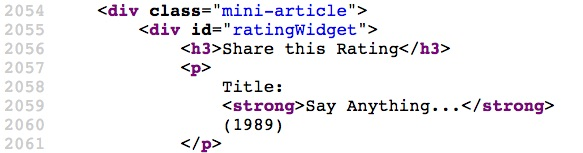 2054 <div class="mini-article">
2055 <div id="ratingWidget">
2056 <h3>Share this Rating</h3>
2057 <p>
2058 Title:
2059 <strong>Say Anything...</strong>
2060 (1989)
2061 </p>